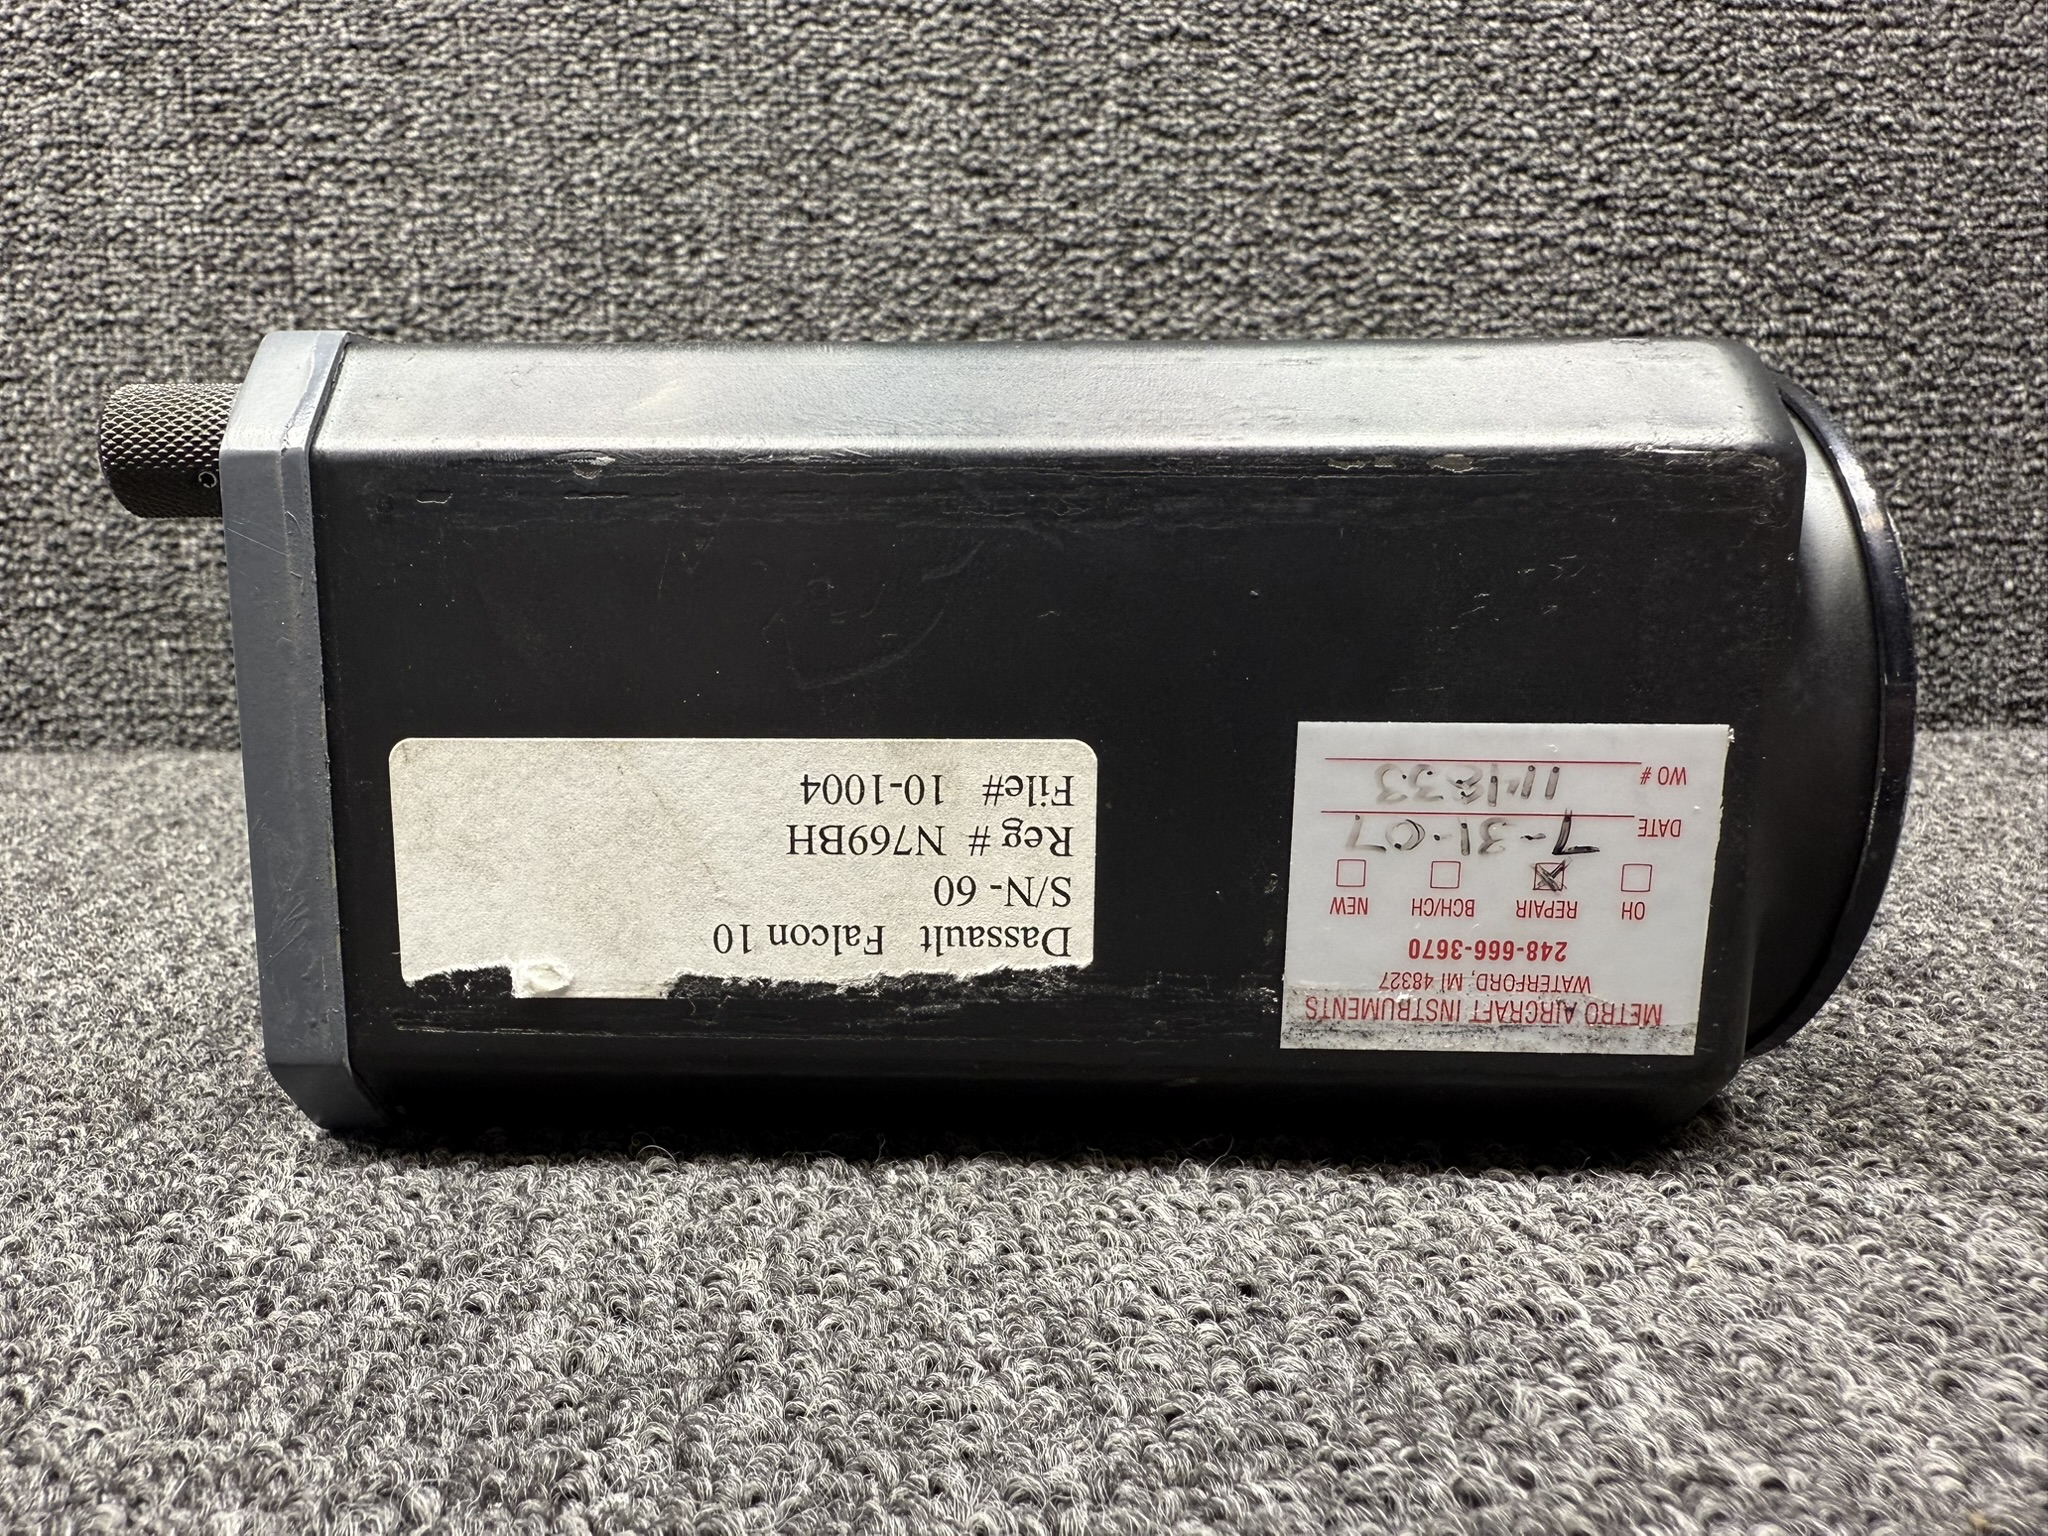 Dassault Falcon 10
S/N- 60
Reg # N769BH
File# 10-1004
METRO AIRCRAFT INSTRUMENTS
WATERFORD, MI 48327
248-666-3670
OH REPAIR BCH/CH NEW
DATE 7-31-07
WO #